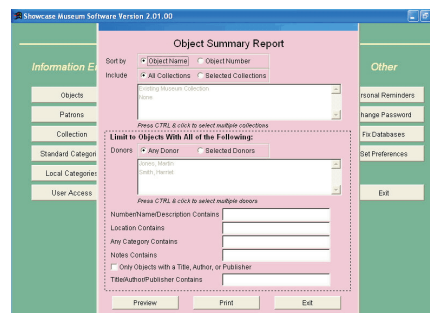 Showcase Museum Software Version 2.01.00
Object Summary Report
Information E
Other
Sort by Object Name Object Number
Include All Collections Selected Collections
Existing Museum Collection
None
Press CTRL & click to select multiple collections
Limit to Objects With All of the Following:
Donors Any Donor Selected Donors
Jones, Martin
Smith, Harriet
Press CTRL & click to select multiple donors
Number/Name/Description Contains
Location Contains
Any Category Contains
Notes Contains
Only Objects with a Title, Author, or Publisher
Title/Author/Publisher Contains
Preview Print Exit
Objects
Patrons
Collection
Standard Categori
Local Categories
User Access
rsonal Reminders
hange Password
Fix Databases
Set Preferences
Exit